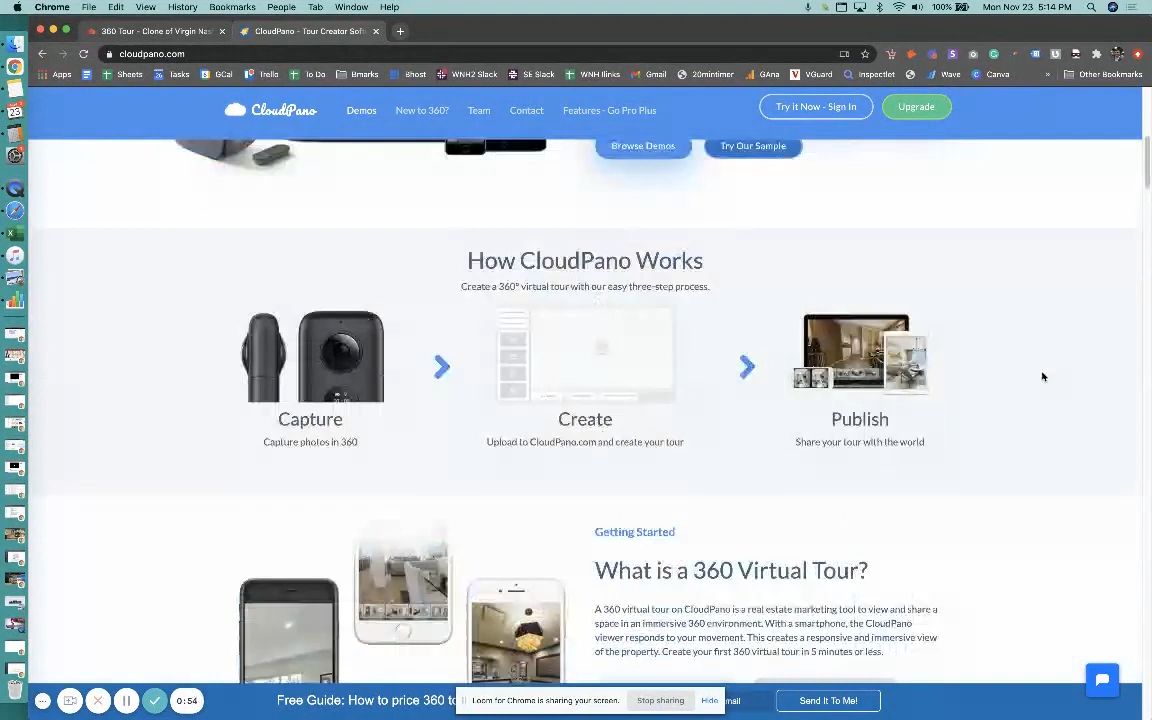 Chrome File Edit View History Bookmarks People Tab Window Help 100% Mon Nov 23 5:14 PM
360 Tour - Clone of Virgin Nas CloudPano - Tour Creator Soft
cloudpano.com
Apps Sheets Tasks GCal Trello To Do Bmarks Bhost WNH2 Slack SE Slack WNH Ilinks Gmail 20mintimer GAna VGuard Inspectlet Wave Canva » Other Bookmarks
CloudPano Demos New to 360? Team Contact Features - Go Pro Plus Try it Now - Sign In Upgrade
Browse Demos Try Our Sample
How CloudPano Works
Create a 360º virtual tour with our easy three-step process.
Capture Create Publish
Capture photos in 360 Upload to CloudPano.com and create your tour Share your tour with the world
Getting Started
What is a 360 Virtual Tour?
A 360 virtual tour on CloudPano is a real estate marketing tool to view and share a
space in an immersive 360 environment. With a smartphone, the CloudPano
viewer responds to your movement. This creates a responsive and immersive view
of the property. Create your first 360 virtual tour in 5 minutes or less.
0:54 Free Guide: How to price 360 to Loom for Chrome is sharing your screen. Stop sharing Hide mail Send It To Me!